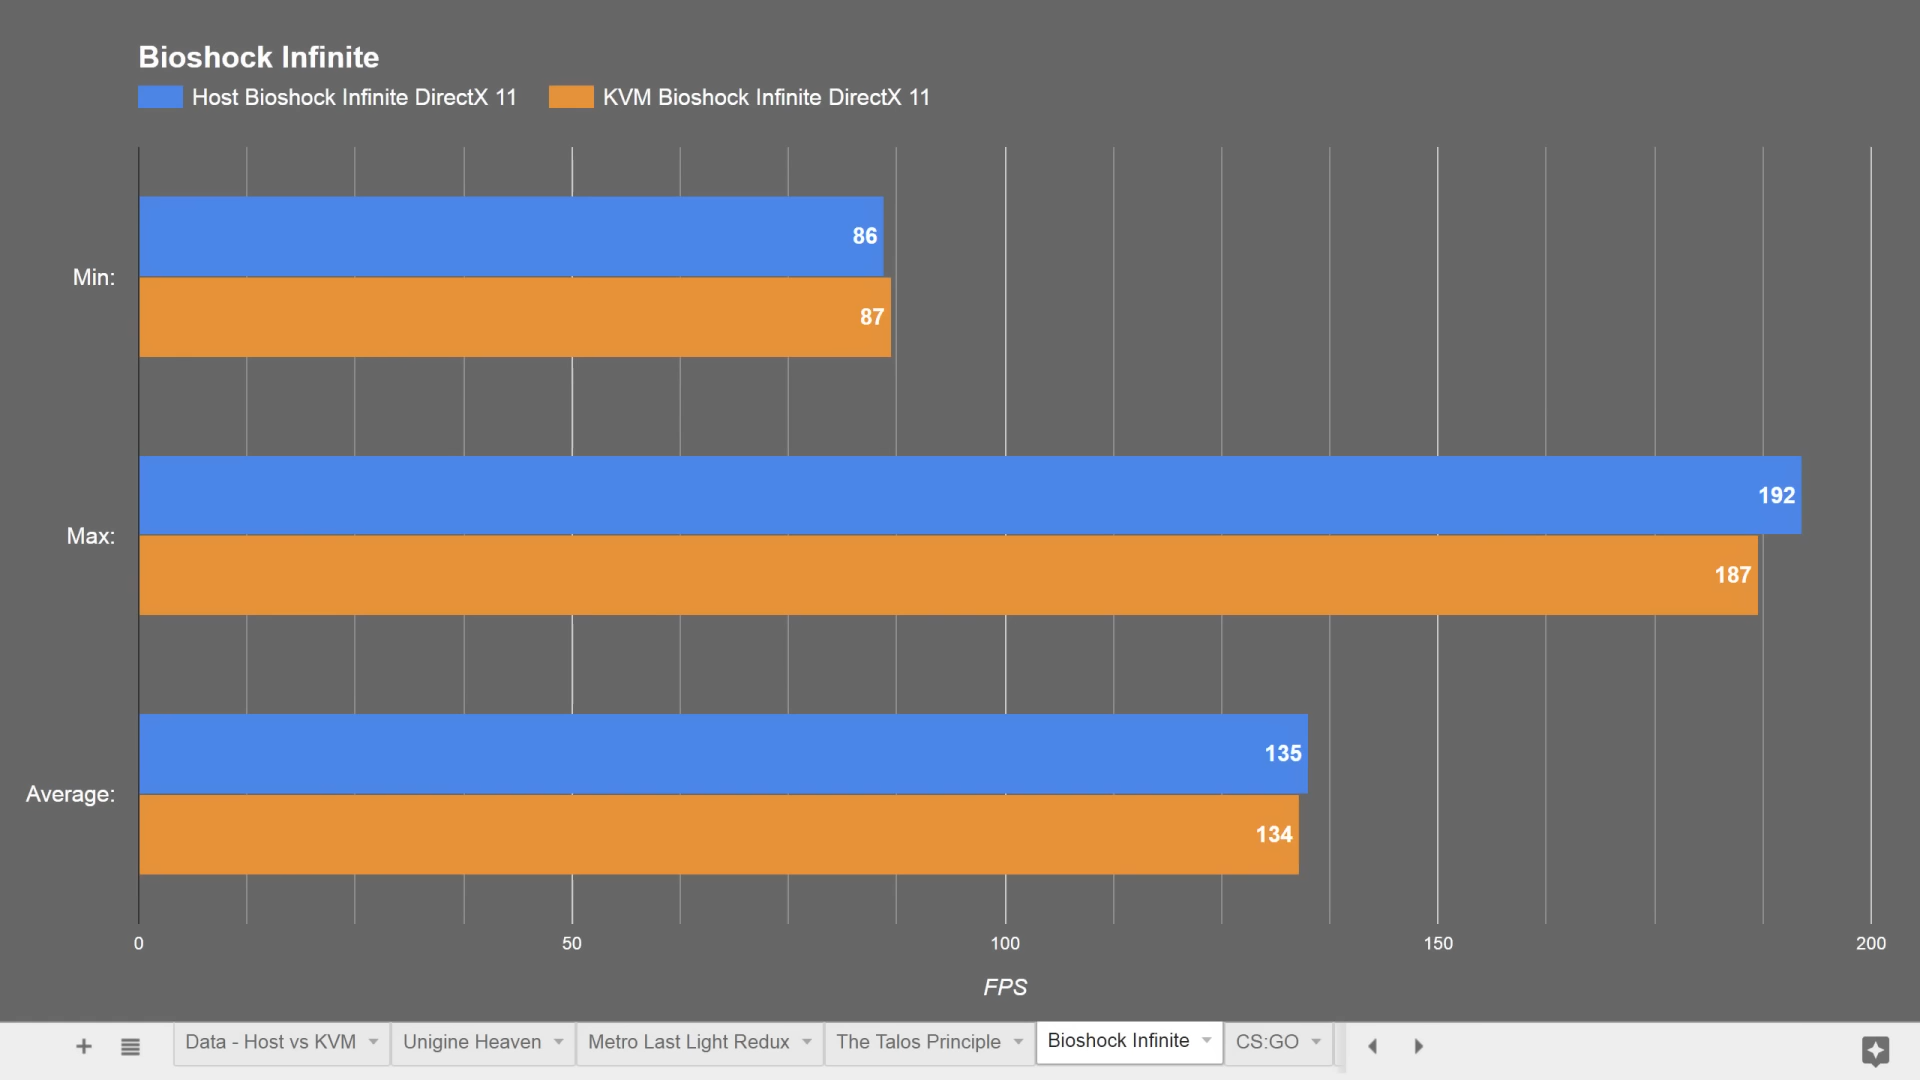 Bioshock Infinite
Host Bioshock Infinite DirectX 11
KVM Bioshock Infinite DirectX 11
Min:
86
87
Max:
192
187
Average:
135
134
0
50
100
150
200
FPS
Data - Host vs KVM
Unigine Heaven
Metro Last Light Redux
The Talos Principle
Bioshock Infinite
CS:GO